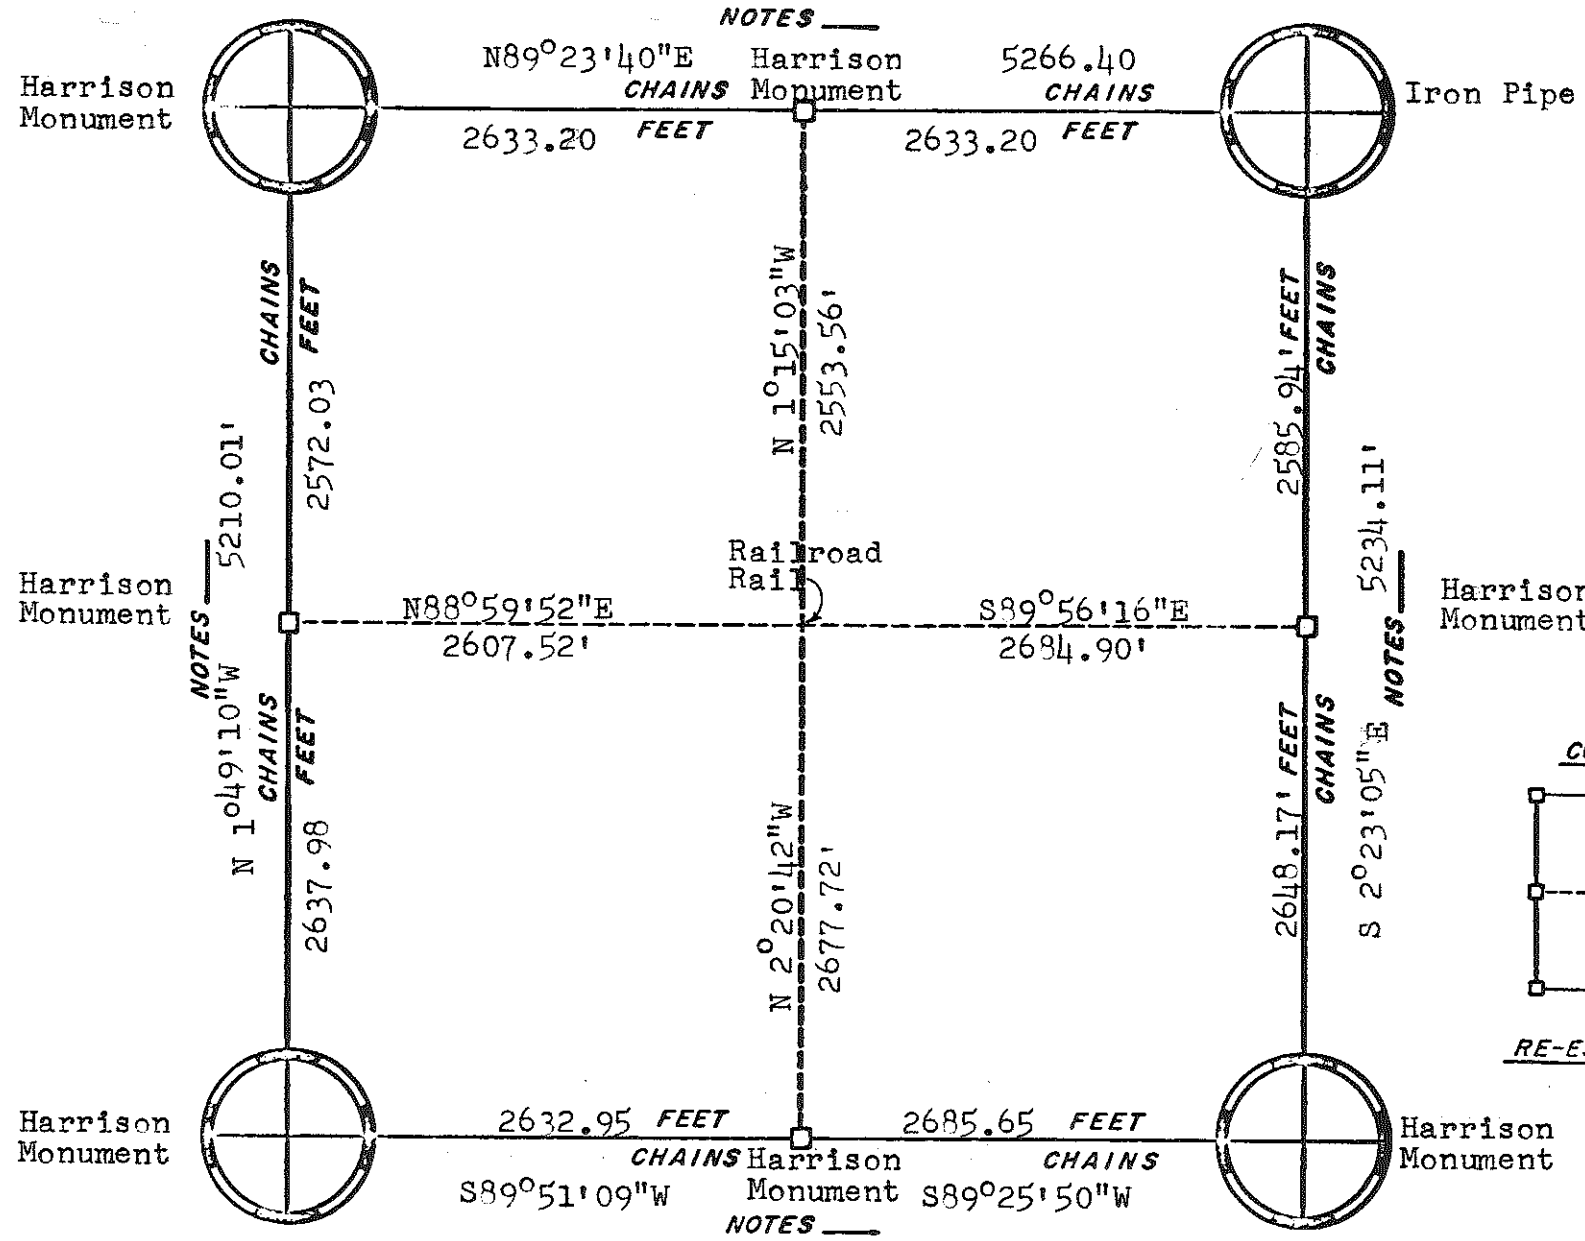 NOTES
N89°23'40"E
Harrison
Monument
5266.40
CHAINS
CHAINS
Harrison
Monument
Iron Pipe
2633.20
FEET
2633.20
FEET
CHAINS
FEET
2572.03
N 1°15'03"W
2553.56'
2585.94' FEET
CHAINS
NOTES
5210.01'
Railroad
Rail
5234.11'
NOTES
Harrison
Monument
N88°59'52"E
2607.52'
S89°56'16"E
2684.90'
Harrison
Monument
N 1°49'10"W
CHAINS
FEET
2637.98
N 2°20'42"W
2677.72'
2648.17' FEET
CHAINS
S 2°23'05"E
RE-ES
Harrison
Monument
2632.95 FEET
2685.65 FEET
Harrison
Monument
CHAINS
Harrison
Monument
CHAINS
S89°51'09"W
S89°25'50"W
NOTES